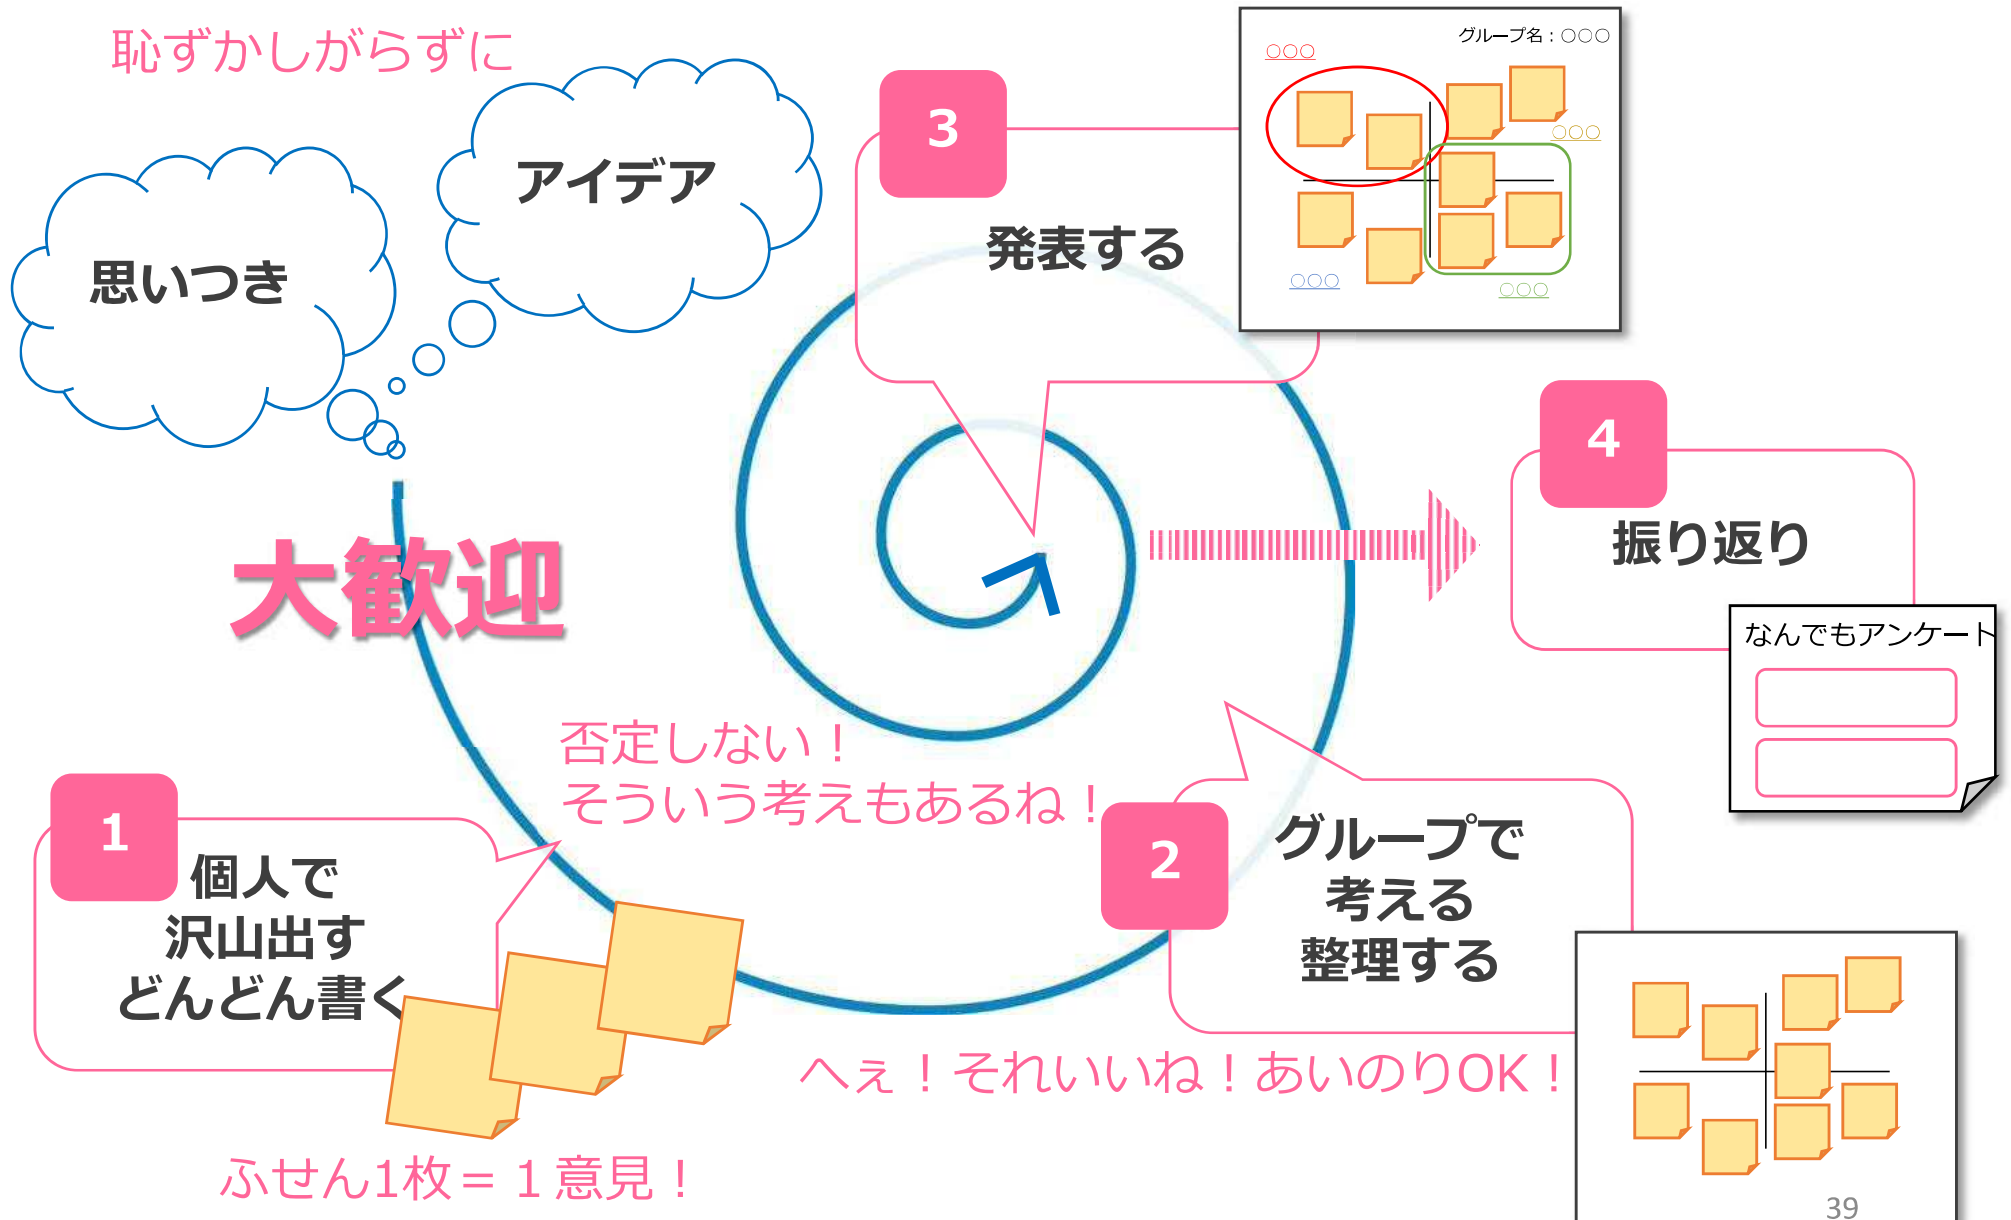 恥ずかしがらずに
アイデア
思いつき
大歓迎
3
発表する
グループ名：○○○
○○○
○○○
○○○
○○○
4
振り返り
なんでもアンケート
否定しない！
そういう考えもあるね！
1
個人で
沢山出す
どんどん書く
2
グループで
考える
整理する
へぇ！それいいね！あいのりOK！
ふせん1枚＝１意見！
39